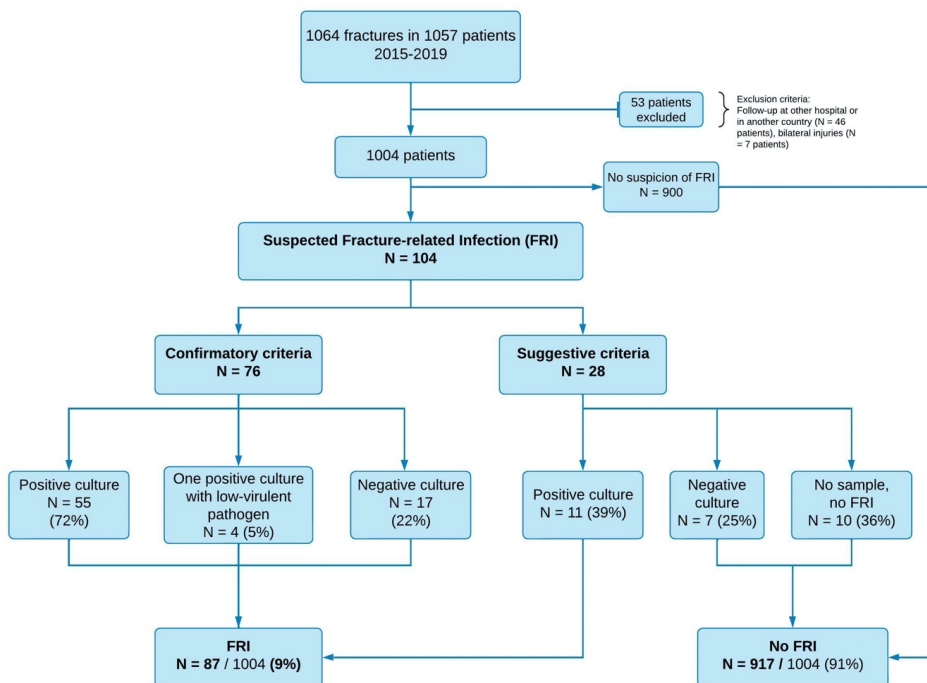 1064 fractures in 1057 patients
2015-2019
53 patients
excluded
Exclusion criteria:
Follow-up at other hospital or
in another country (N = 46
patients), bilateral injuries (N
= 7 patients)
1004 patients
No suspicion of FRI
N = 900
Suspected Fracture-related Infection (FRI)
N = 104
Confirmatory criteria
N = 76
Suggestive criteria
N = 28
Positive culture
N = 55
(72%)
One positive culture
with low-virulent
pathogen
N = 4 (5%)
Negative culture
N = 17
(22%)
Positive culture
N = 11 (39%)
Negative
culture
N = 7 (25%)
No sample,
no FRI
N = 10 (36%)
FRI
N = 87 / 1004 (9%)
No FRI
N = 917 / 1004 (91%)